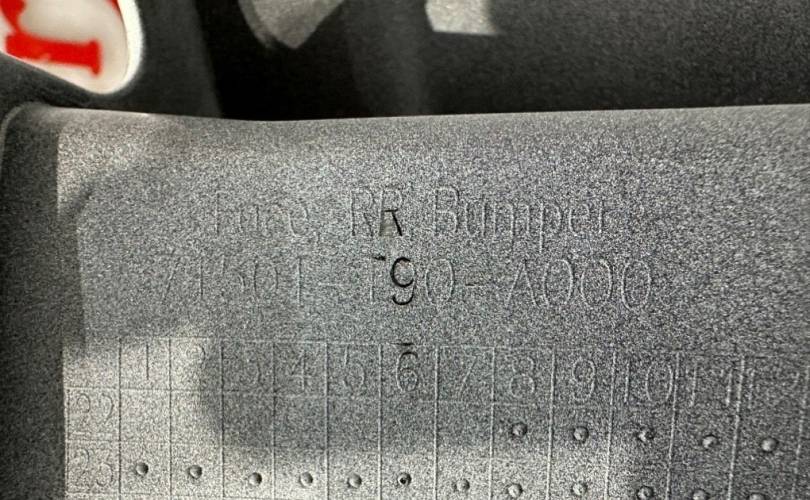 r
Face, RR Bumper
71501-T90-A000
1 2 3 4 5 6 7 8 9 10 11 12
22
23